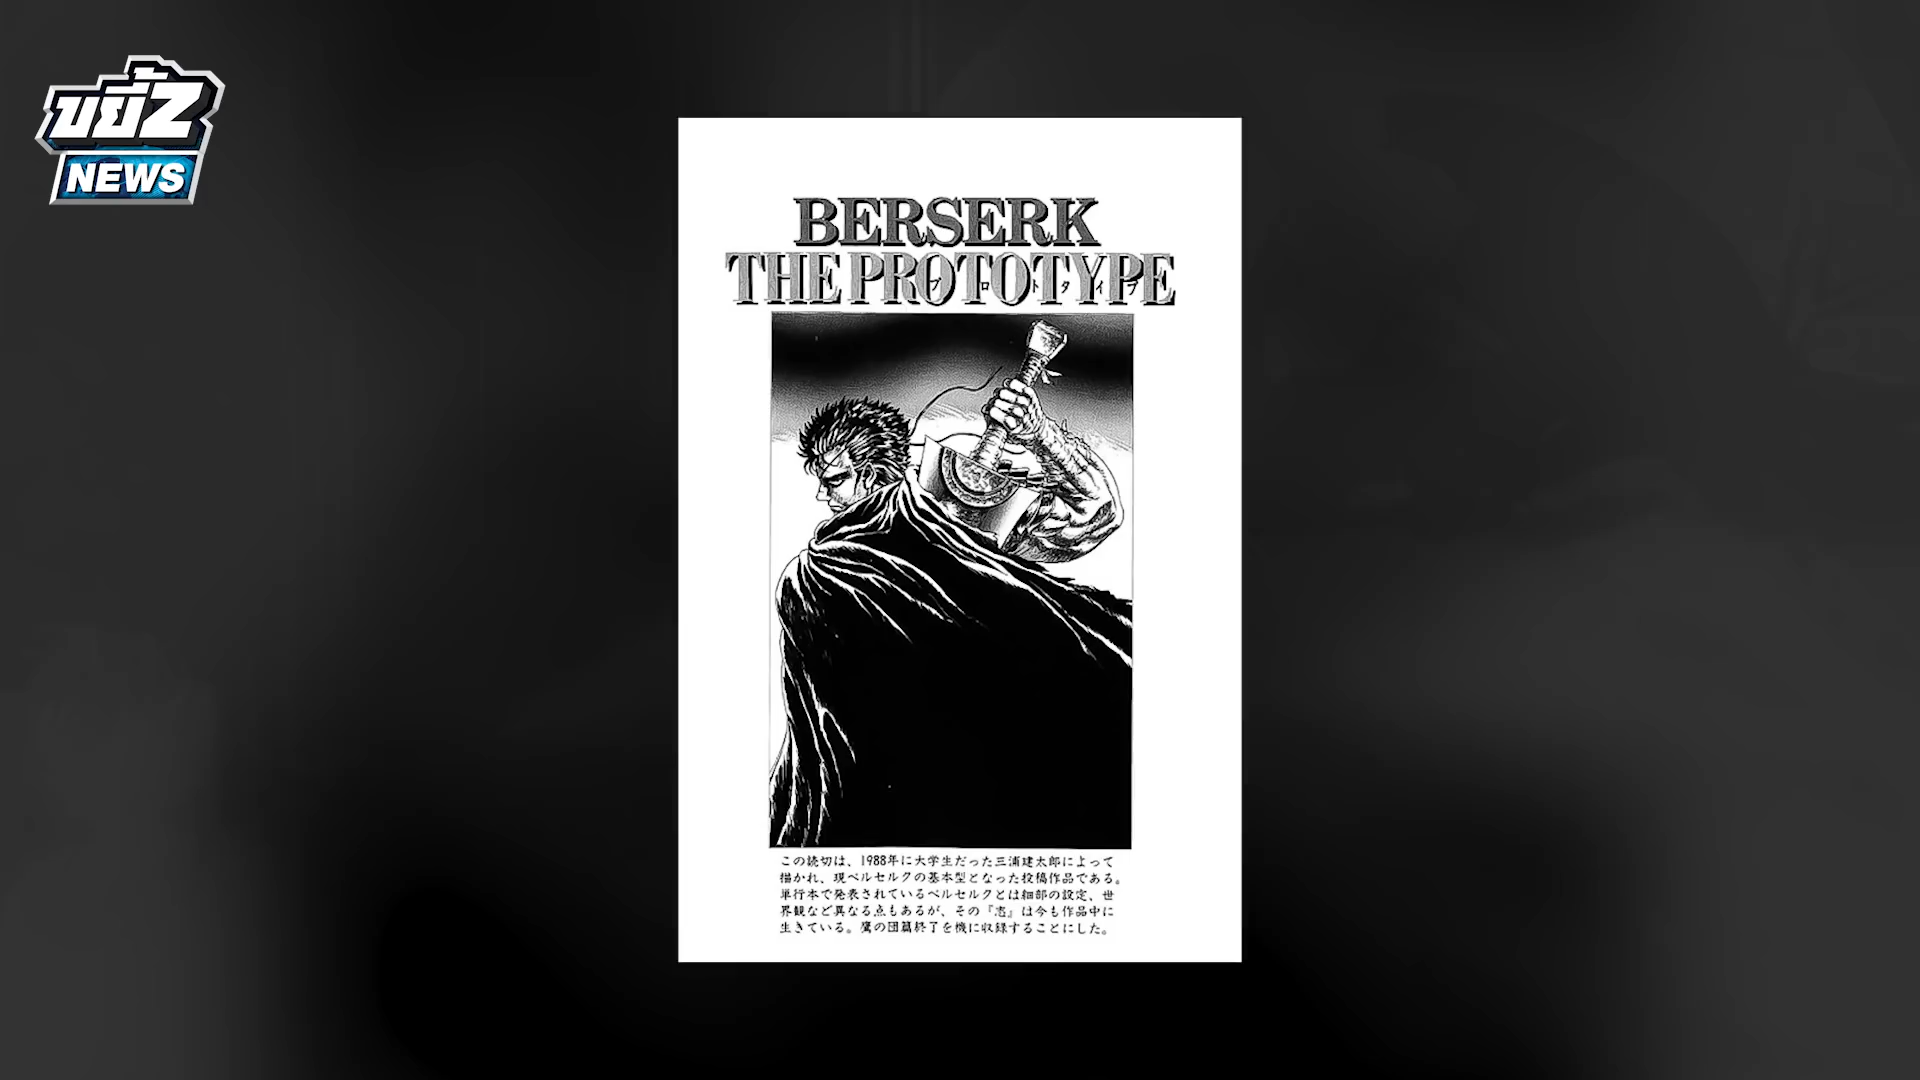 ขยี้Z
NEWS
BERSERK
THE PROTOTYPE
プロトタイプ
この読切は、1988年に大学生だった三浦建太郎によって
描かれ、現ベルセルクの基本型となった投稿作品である。
単行本で発表されているベルセルクとは細部の設定、世
界観など異なる点もあるが、その『志』は今も作品中に
生きている。鷹の団篇終了を機に収録することにした。